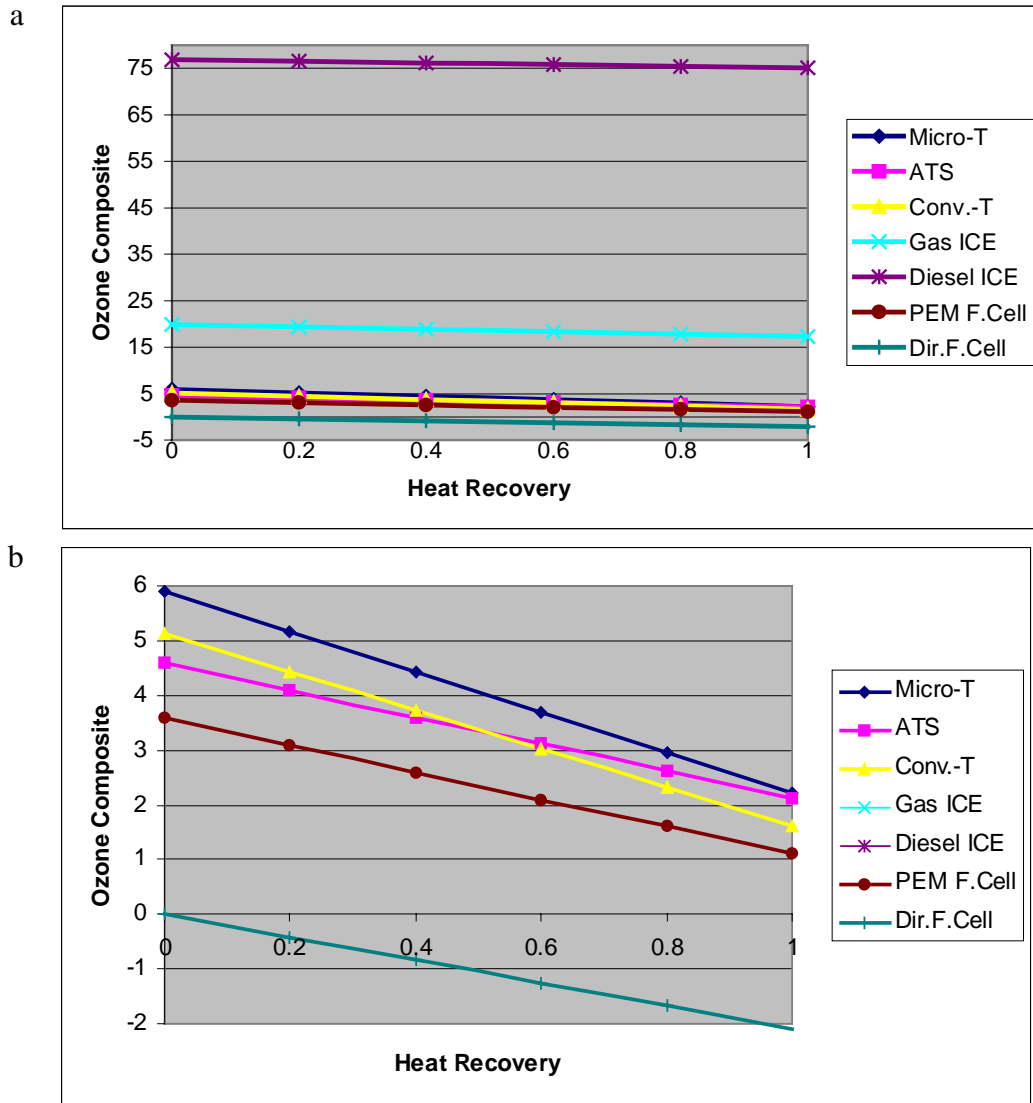 a
75
65
55
45
35
25
15
5
-5
Ozone Composite
0 0.2 0.4 0.6 0.8 1
Heat Recovery
Micro-T
ATS
Conv.-T
Gas ICE
Diesel ICE
PEM F.Cell
Dir.F.Cell
b
6
5
4
3
2
1
0
-1
-2
Ozone Composite
0 0.2 0.4 0.6 0.8 1
Heat Recovery
Micro-T
ATS
Conv.-T
Gas ICE
Diesel ICE
PEM F.Cell
Dir.F.Cell